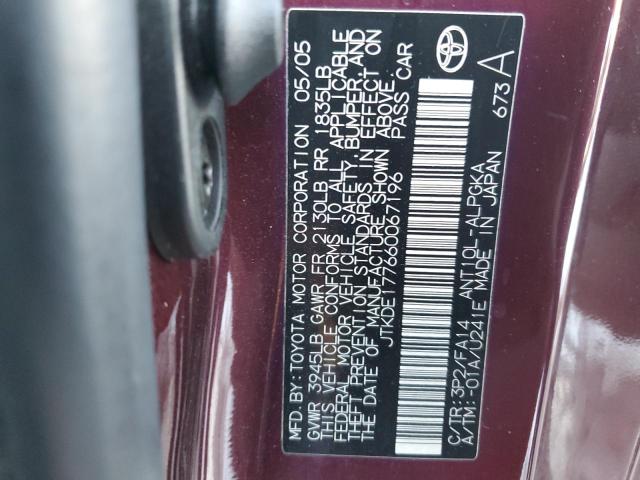 MFD.BY:TOYOTA MOTOR CORPORATION 05/05
GVWR 3945LB GAWR FR 2130LB RR 1835LB
THIS VEHICLE CONFORMS TO ALL APPLICABLE
FEDERAL MOTOR VEHICLE SAFETY, BUMPER, AND
THEFT PREVENTION STANDARDS IN EFFECT ON
THE DATE OF MANUFACTURE SHOWN ABOVE.
JTKDE177660067196 PASS CAR
C/TR:3P2/FA14 ANT10L-ALPGKA
A/TM:-01A/U241E MADE IN JAPAN
673 A